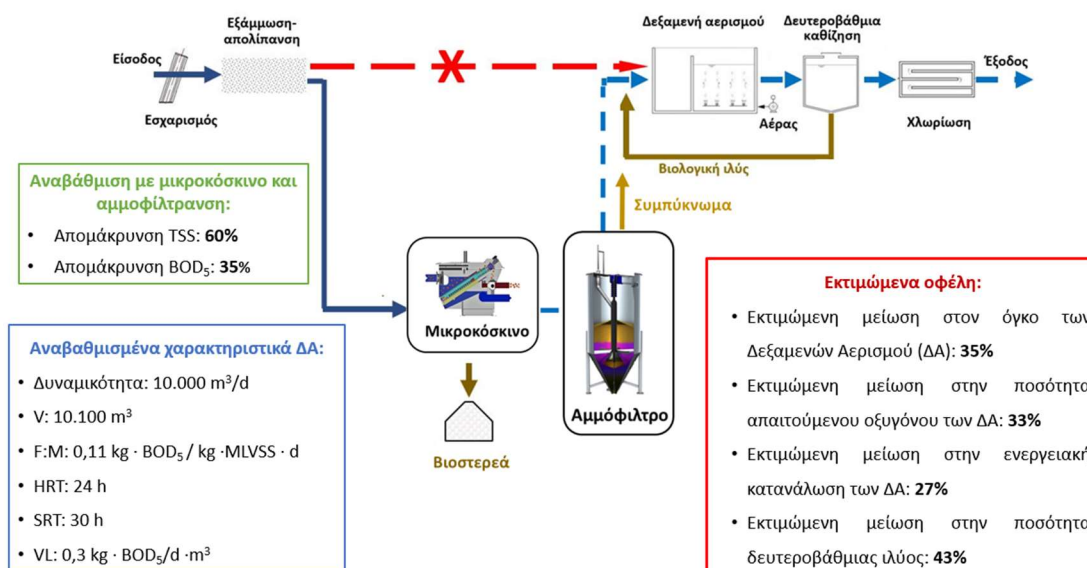 Εξάμμωση-
απολίπανση
Είσοδος
Εσχαρισμός
Δεξαμενή αερισμού
Δευτεροβάθμια
καθίζηση
Έξοδος
Αέρας
Χλωρίωση
Βιολογική ιλύς
Συμπύκνωμα
Αναβάθμιση με μικροκόσκινο και
αμμοφίλτρανση:
• Απομάκρυνση TSS: 60%
• Απομάκρυνση BOD₅: 35%
Μικροκόσκινο
Αμμόφιλτρο
Βιοστερεά
Αναβαθμισμένα χαρακτηριστικά ΔΑ:
• Δυναμικότητα: 10.000 m³/d
• V: 10.100 m³
• F:M: 0,11 kg · BOD₅ / kg ·MLVSS · d
• HRT: 24 h
• SRT: 30 h
• VL: 0,3 kg · BOD₅/d ·m³
Εκτιμώμενα οφέλη:
• Εκτιμώμενη μείωση στον όγκο των
Δεξαμενών Αερισμού (ΔΑ): 35%
• Εκτιμώμενη μείωση στην ποσότητα
απαιτούμενου οξυγόνου των ΔΑ: 33%
• Εκτιμώμενη μείωση στην ενεργειακή
κατανάλωση των ΔΑ: 27%
• Εκτιμώμενη μείωση στην ποσότητα
δευτεροβάθμιας ιλύος: 43%